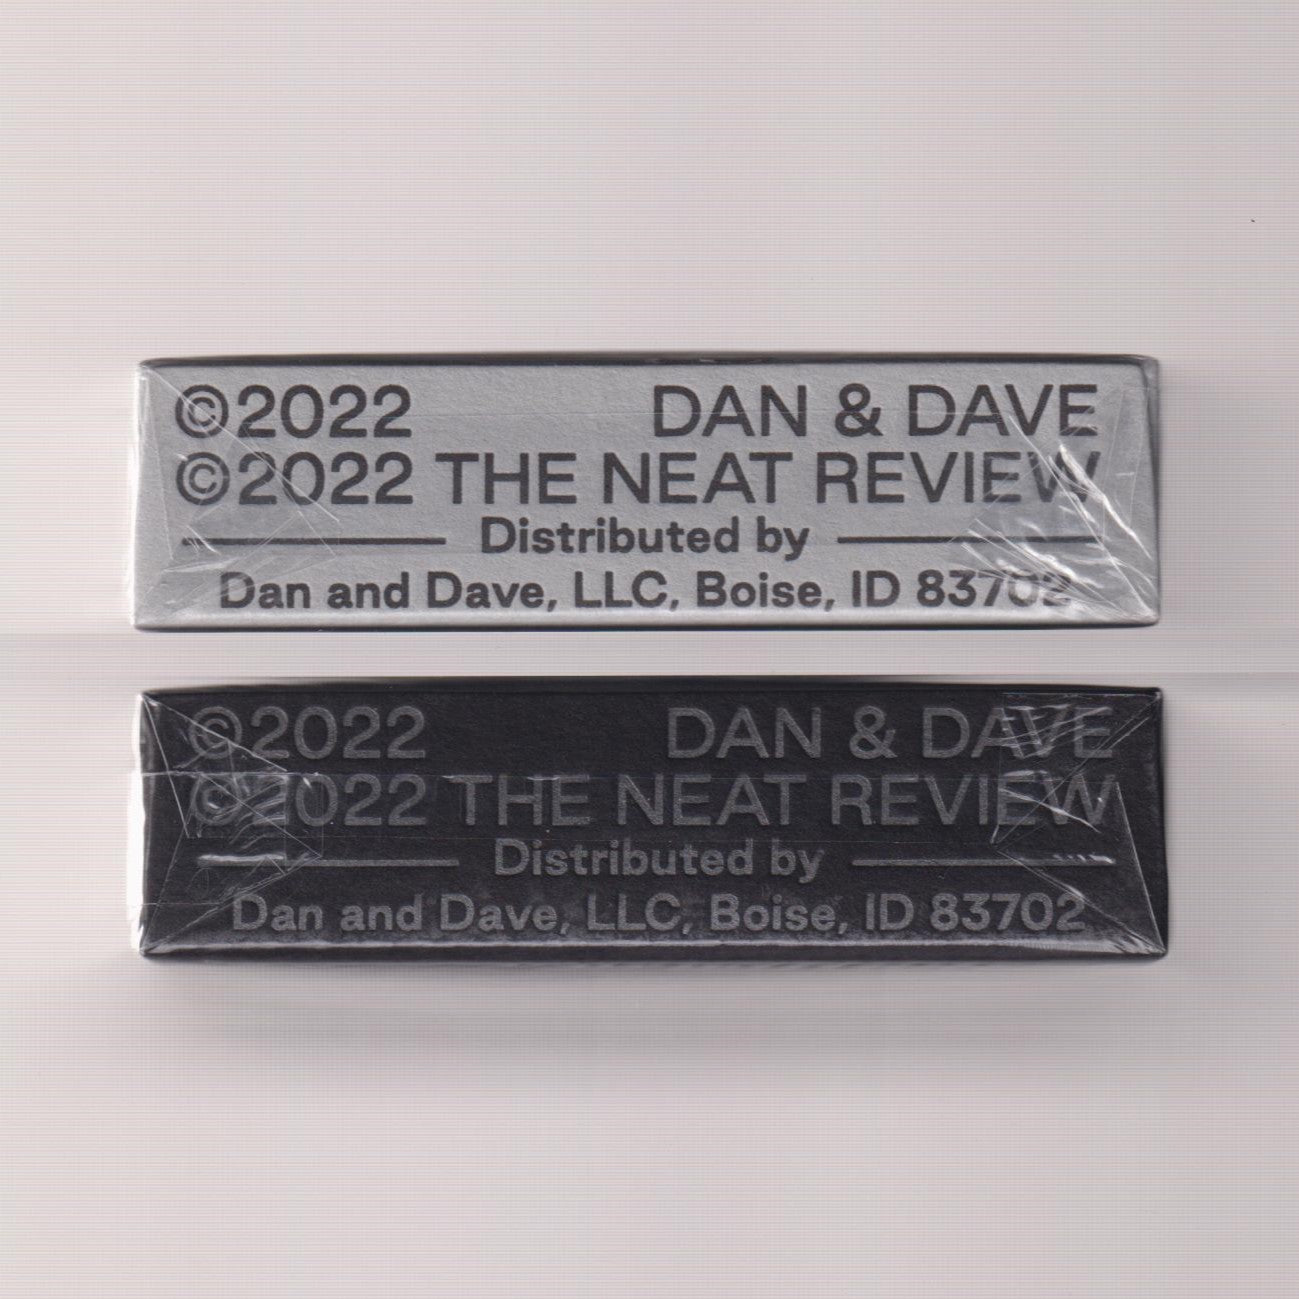 ©2022 DAN & DAVE
©2022 THE NEAT REVIEW
Distributed by
Dan and Dave, LLC, Boise, ID 83702
©2022 DAN & DAVE
©2022 THE NEAT REVIEW
Distributed by
Dan and Dave, LLC, Boise, ID 83702